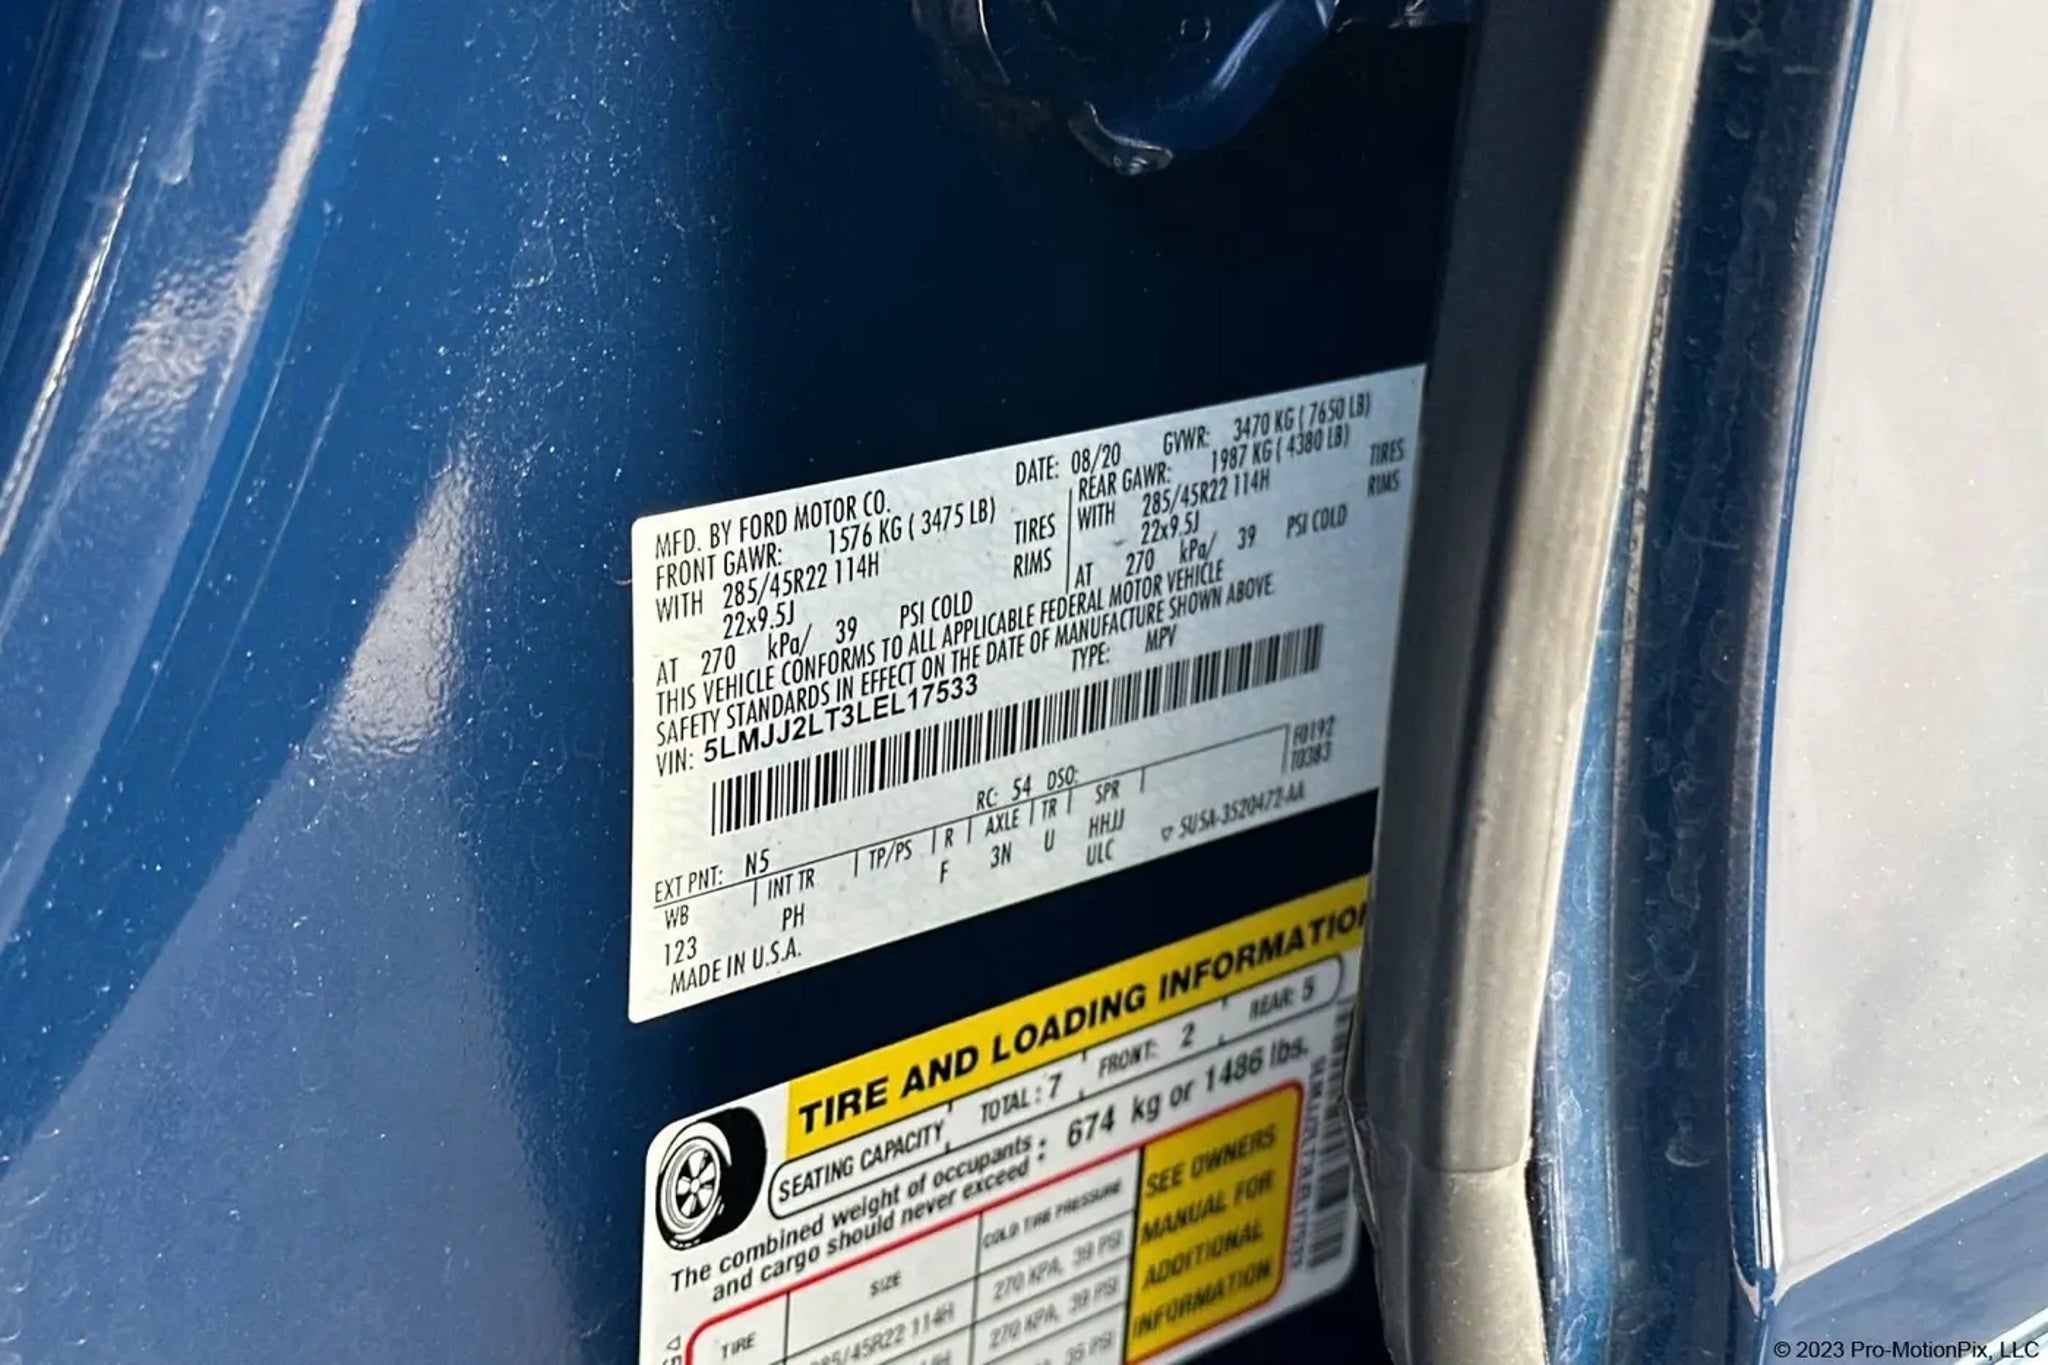 MFD. BY FORD MOTOR CO.
DATE: 08/20 GVWR: 3470 KG ( 7650 LB)
FRONT GAWR: 1576 KG ( 3475 LB)
REAR GAWR: 1987 KG ( 4380 LB)
WITH 285/45R22 114H TIRES
WITH 285/45R22 114H TIRES
22x9.5J RIMS
22x9.5J RIMS
AT 270 kPa/ 39 PSI COLD
AT 270 kPa/ 39 PSI COLD
THIS VEHICLE CONFORMS TO ALL APPLICABLE FEDERAL MOTOR VEHICLE
SAFETY STANDARDS IN EFFECT ON THE DATE OF MANUFACTURE SHOWN ABOVE.
VIN: 5LMJJ2LT3LEL17533 TYPE: MPV
F0192
T0383
EXT PNT: N5 RC: 54 DSO:
WB INT TR TP/PS R AXLE TR SPR
123 PH F 3N U HHJJ
ULC
MADE IN U.S.A. 5U5A-3520472-AA
TIRE AND LOADING INFORMATION
SEATING CAPACITY TOTAL: 7 FRONT: 2 REAR: 5
The combined weight of occupants
and cargo should never exceed : 674 kg or 1486 lbs.
TIRE SIZE COLD TIRE PRESSURE
285/45R22 114H 270 KPA, 39 PSI
114H 270 KPA, 39 PSI
35 PSI
SEE OWNERS
MANUAL FOR
ADDITIONAL
INFORMATION
© 2023 Pro-MotionPix, LLC